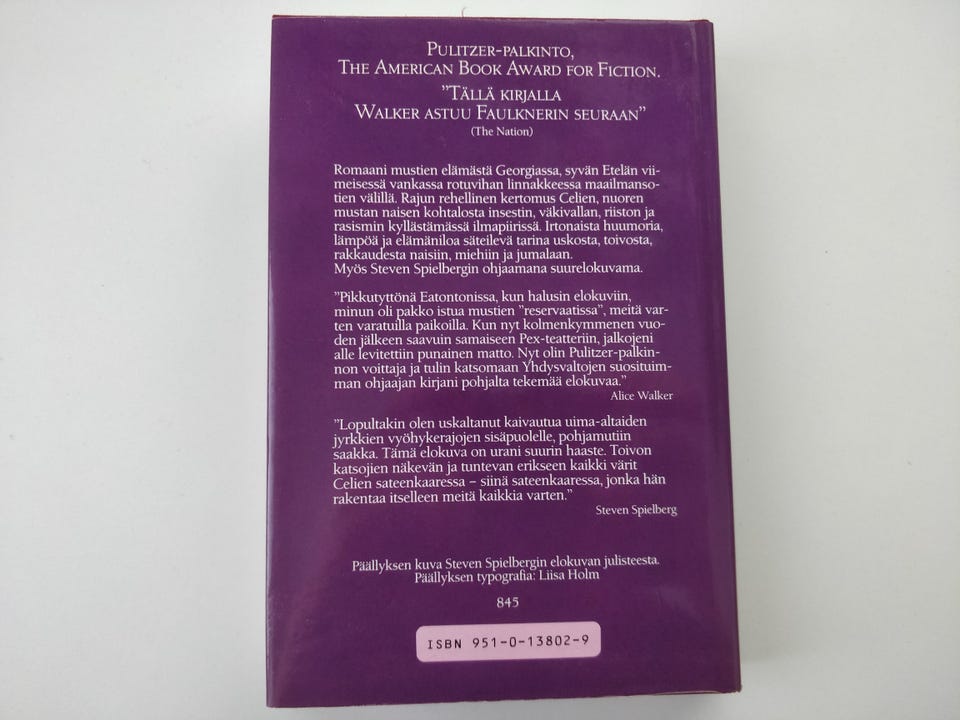 PULITZER-PALKINTO,
THE AMERICAN BOOK AWARD FOR FICTION.
"TÄLLÄ KIRJALLA
WALKER ASTUU FAULKNERIN SEURAAN"
(The Nation)
Romaani mustien elämästä Georgiassa, syvän Etelän vii-
meisessä vankassa rotuvihan linnakkeessa maailmanso-
tien välillä. Rajun rehellinen kertomus Celien, nuoren
mustan naisen kohtalosta insestin, väkivallan, riiston ja
rasismin kyllästämässä ilmapiirissä. Irtonaista huumoria,
lämpöä ja elämäniloa säteilevä tarina uskosta, toivosta,
rakkaudesta naisiin, miehiin ja jumalaan.
Myös Steven Spielbergin ohjaamana suurelokuvama.
"Pikkutyttönä Eatontonissa, kun halusin elokuviin,
minun oli pakko istua mustien "reservaatissa", meitä var-
ten varatuilla paikoilla. Kun nyt kolmenkymmenen vuo-
den jälkeen saavuin samaiseen Pex-teatteriin, jalkojeni
alle levitettiin punainen matto. Nyt olin Pulitzer-palkin-
non voittaja ja tulin katsomaan Yhdysvaltojen suosituim-
man ohjaajan kirjani pohjalta tekemää elokuvaa."
Alice Walker
"Lopultakin olen uskaltanut kaivautua uima-altaiden
jyrkkien vyöhykerajojen sisäpuolelle, pohjamutiin
saakka. Tämä elokuva on urani suurin haaste. Toivon
katsojien näkevän ja tuntevan erikseen kaikki värit
Celien sateenkaaressa – siinä sateenkaaressa, jonka hän
rakentaa itselleen meitä kaikkia varten."
Steven Spielberg
Päällyksen kuva Steven Spielbergin elokuvan julisteesta.
Päällyksen typografia: Liisa Holm
845
ISBN 951-0-13802-9